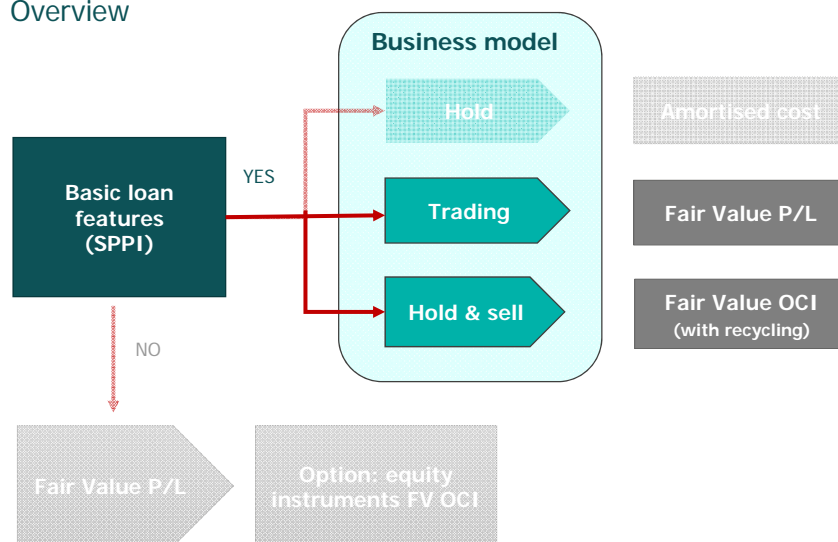 Overview
Business model
Hold
Amortised cost
YES
Basic loan
features
(SPPI)
Trading
Fair Value P/L
Hold & sell
Fair Value OCI
(with recycling)
NO
Fair Value P/L
Option: equity
instruments FV OCI